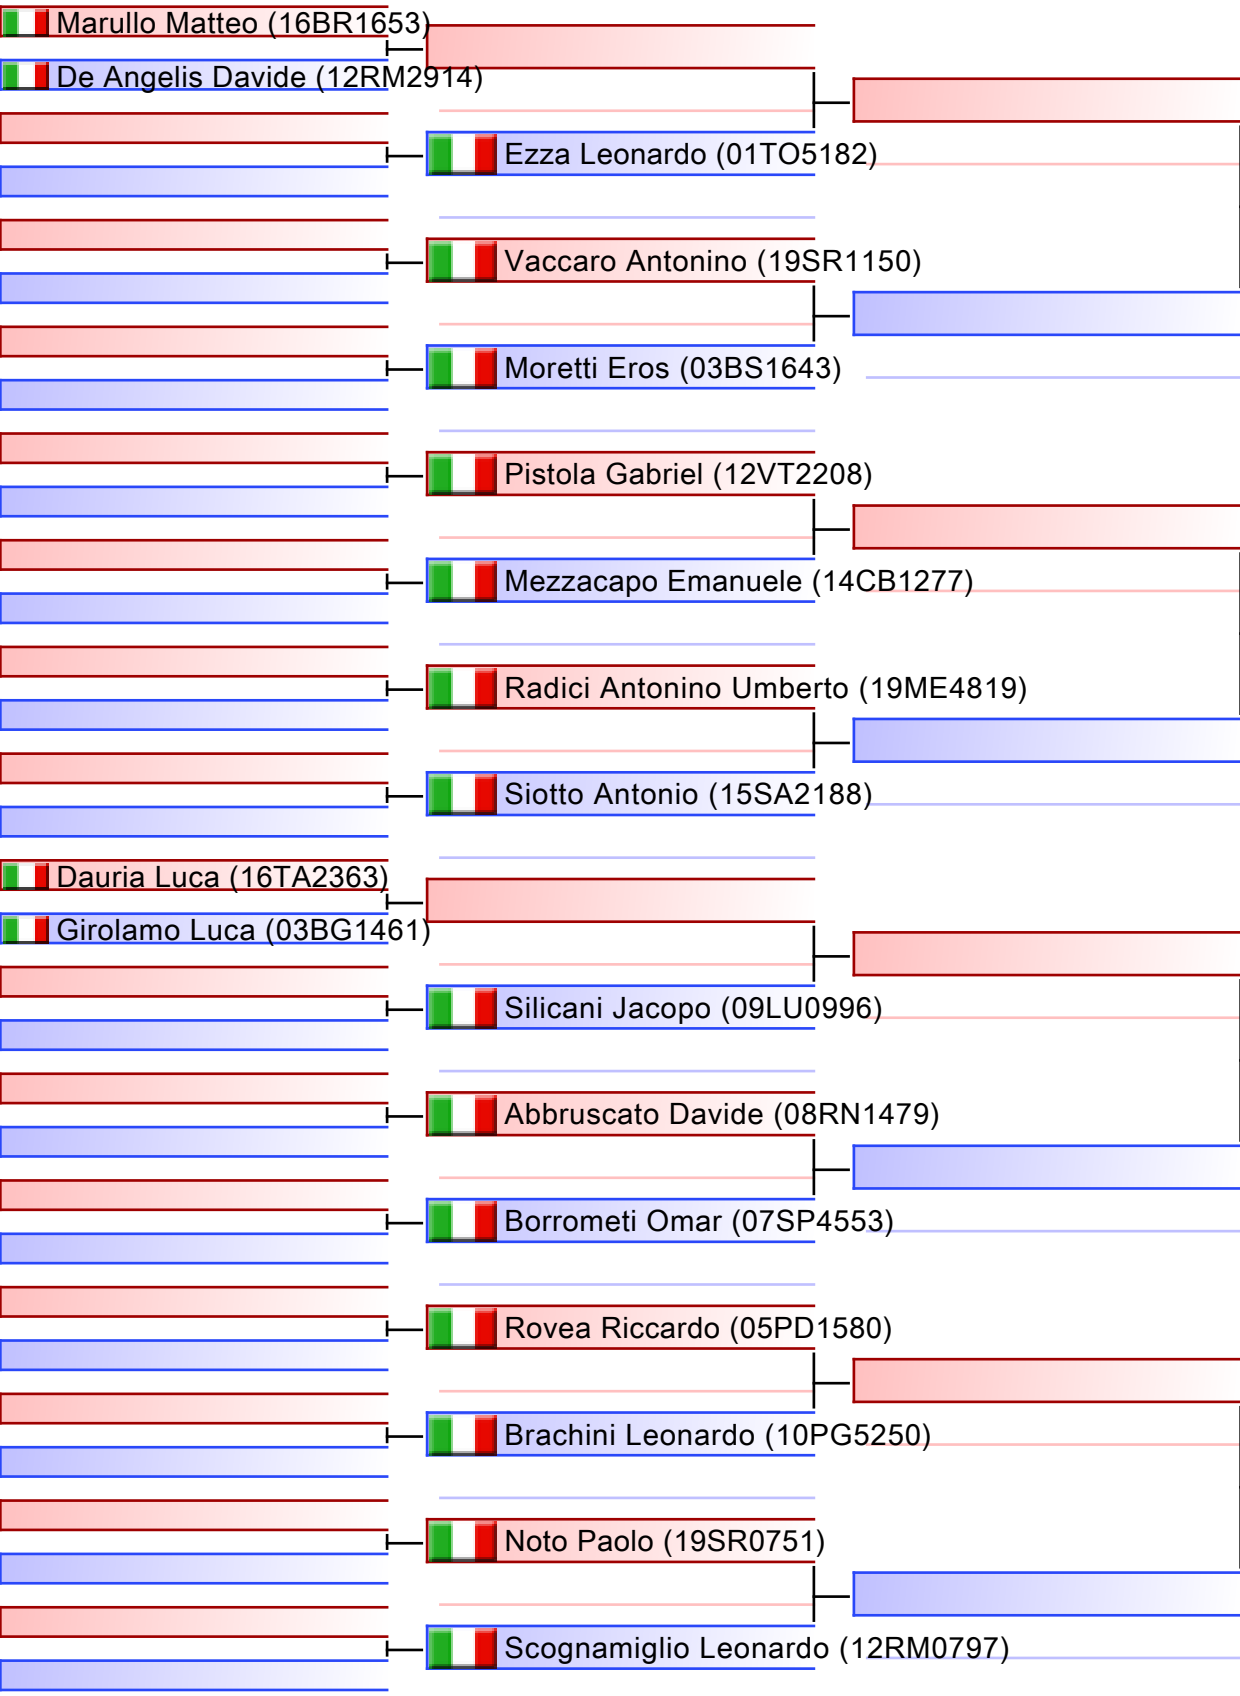 Marullo Matteo (16BR1653)
De Angelis Davide (12RM2914)
Ezza Leonardo (01TO5182)
Vaccaro Antonino (19SR1150)
Moretti Eros (03BS1643)
Pistola Gabriel (12VT2208)
Mezzacapo Emanuele (14CB1277)
Radici Antonino Umberto (19ME4819)
Siotto Antonio (15SA2188)
Dauria Luca (16TA2363)
Girolamo Luca (03BG1461)
Silicani Jacopo (09LU0996)
Abbruscato Davide (08RN1479)
Borrometi Omar (07SP4553)
Rovea Riccardo (05PD1580)
Brachini Leonardo (10PG5250)
Noto Paolo (19SR0751)
Scognamiglio Leonardo (12RM0797)